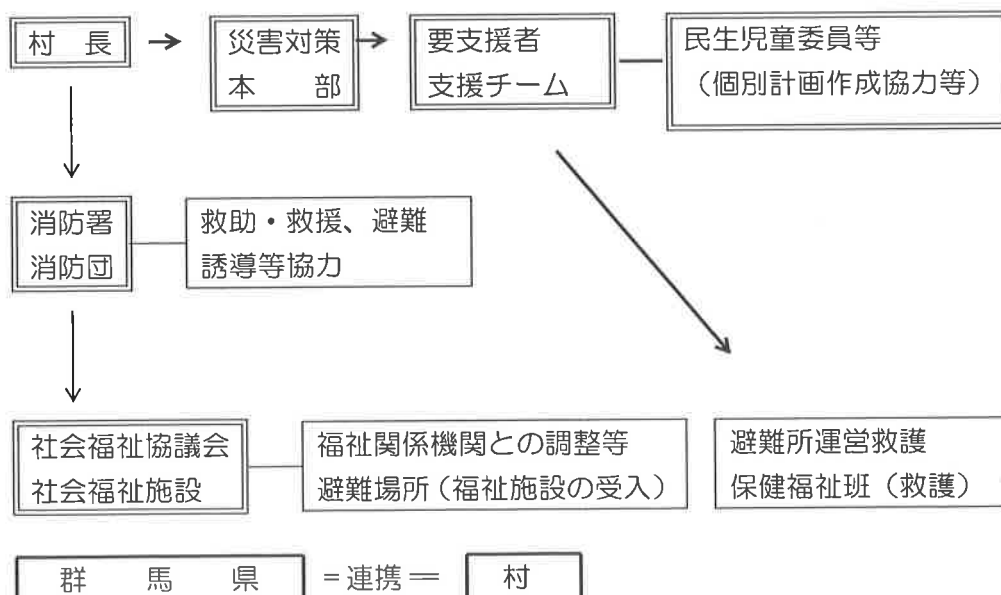 村 長
→
災害対策
本 部
→
要支援者
支援チーム
民生児童委員等
（個別計画作成協力等）
消防署
消防団
救助・救援、避難
誘導等協力
社会福祉協議会
社会福祉施設
福祉関係機関との調整等
避難場所（福祉施設の受入）
避難所運営救護
保健福祉班（救護）
群 馬 県
＝連携＝
村